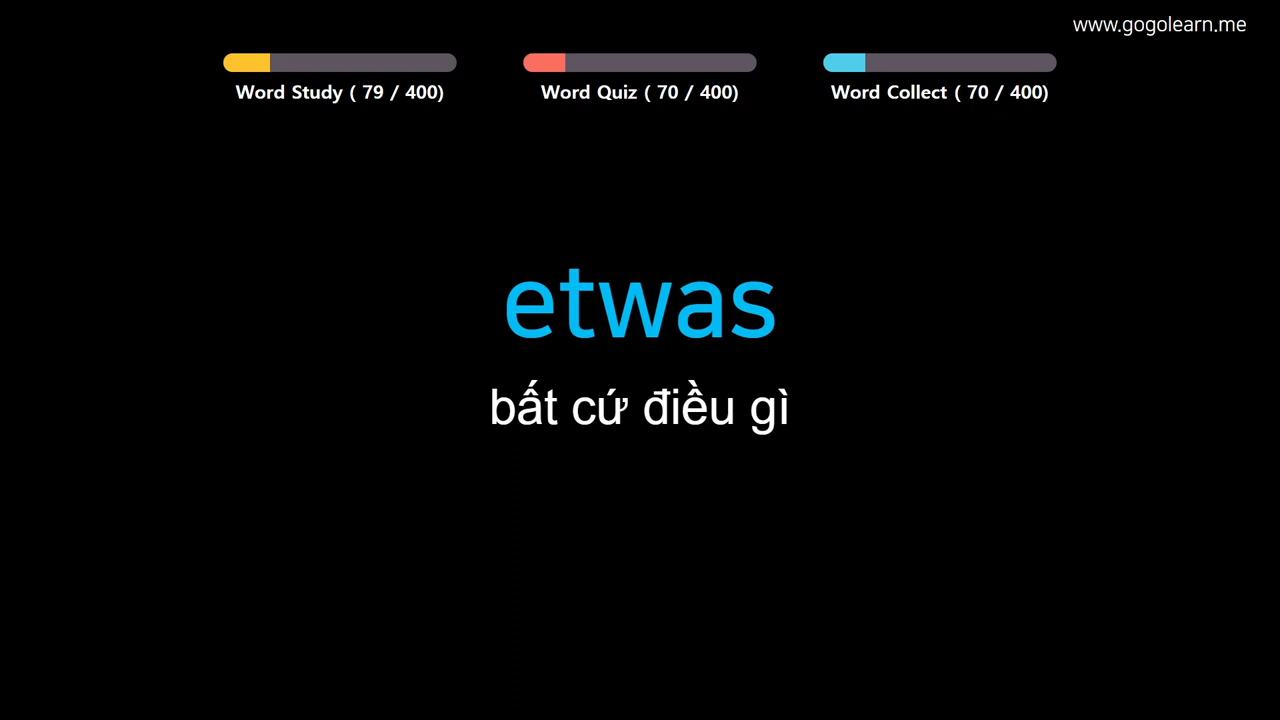 www.gogolearn.me
Word Study ( 79 / 400)
Word Quiz ( 70 / 400)
Word Collect ( 70 / 400)
etwas
bất cứ điều gì